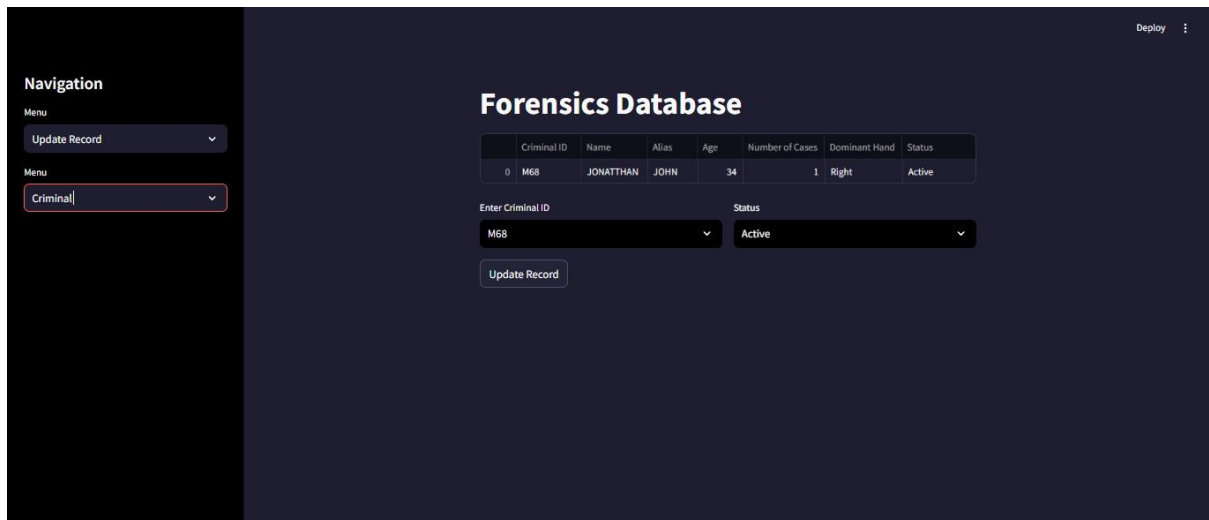 Deploy
Navigation
Menu
Update Record
Menu
Criminal
Forensics Database
Criminal ID Name Alias Age Number of Cases Dominant Hand Status
0 M68 JONATTHAN JOHN 34 1 Right Active
Enter Criminal ID Status
M68 Active
Update Record